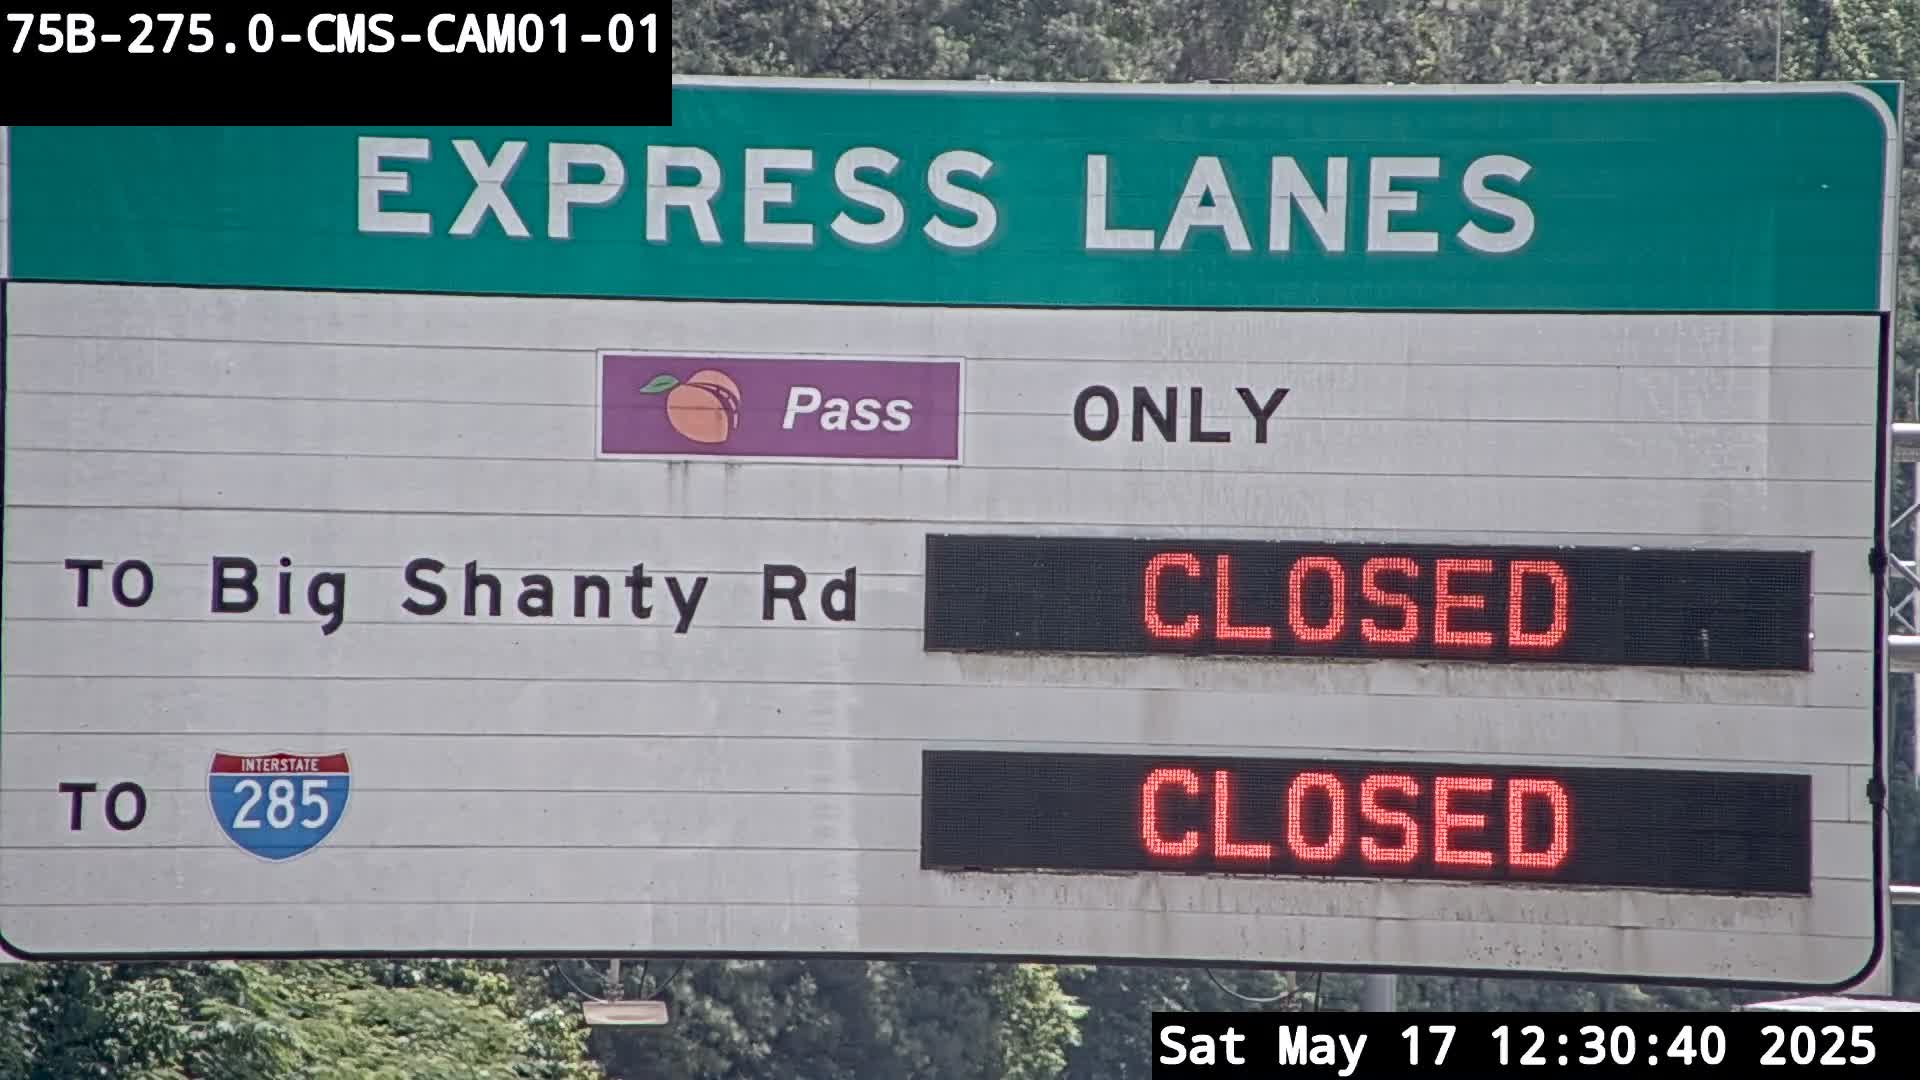 75B-275.0-CMS-CAM01-01
EXPRESS LANES
Pass ONLY
TO Big Shanty Rd CLOSED
TO INTERSTATE 285 CLOSED
Sat May 17 12:30:40 2025